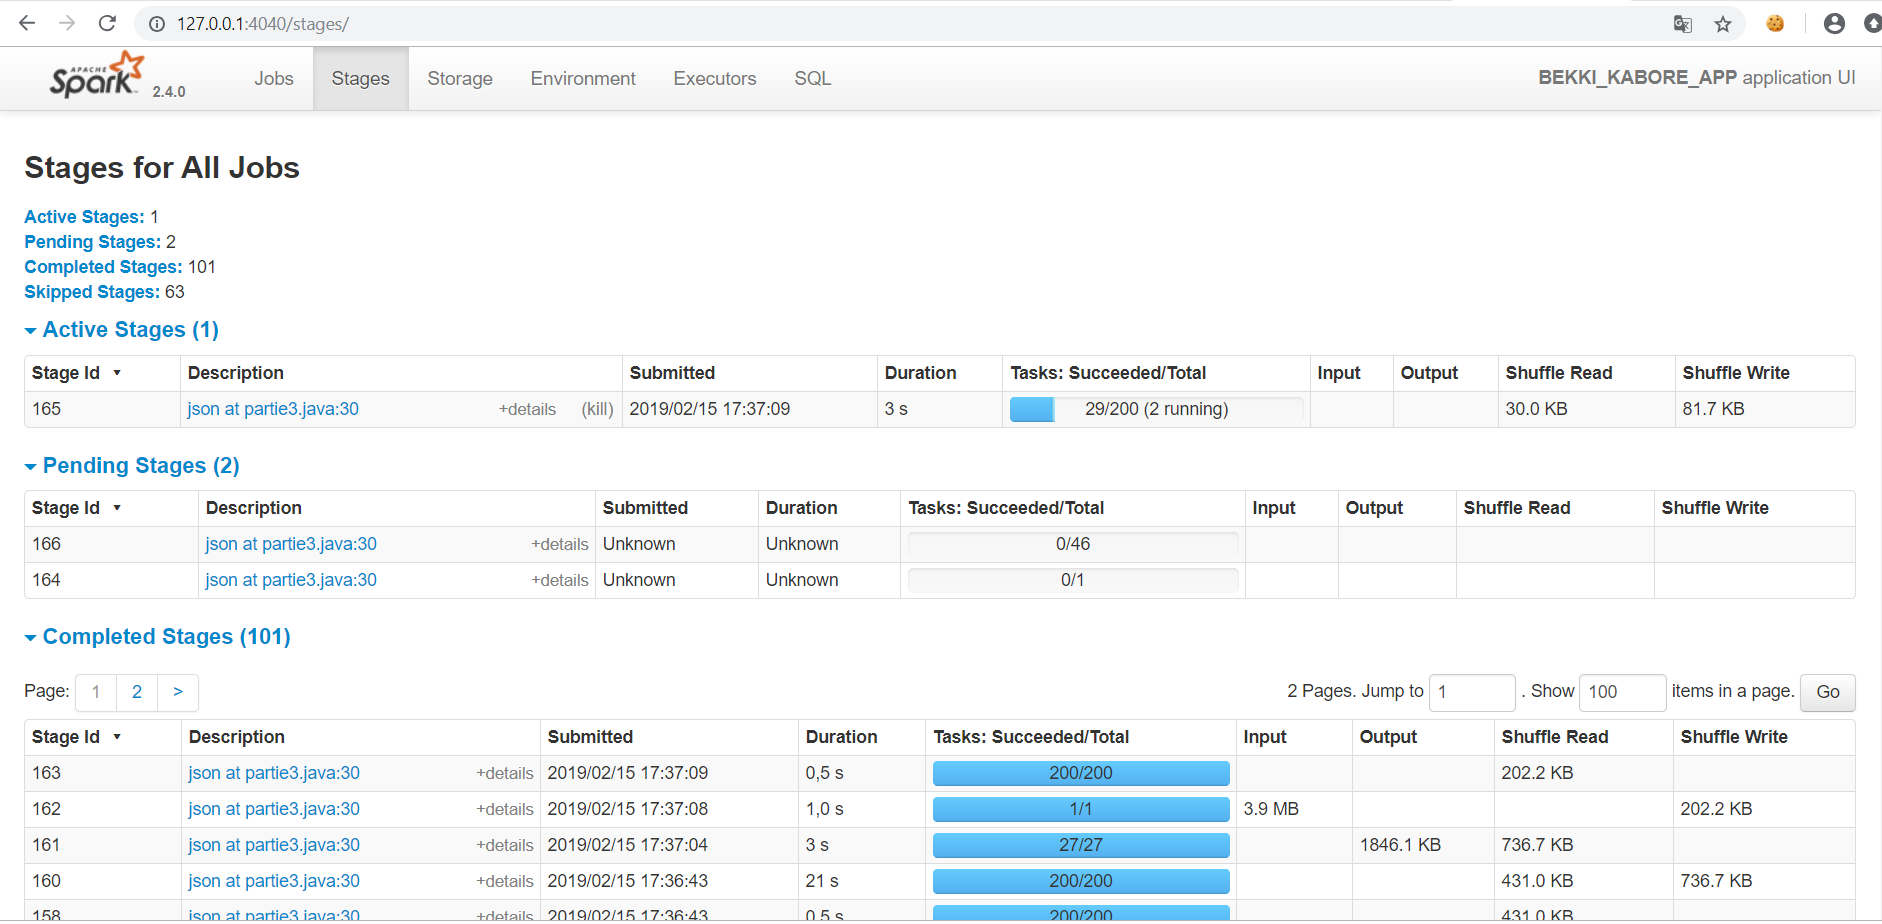 127.0.0.1:4040/stages/
APACHE Spark 2.4.0 Jobs Stages Storage Environment Executors SQL BEKKI_KABORE_APP application UI
Stages for All Jobs
Active Stages: 1
Pending Stages: 2
Completed Stages: 101
Skipped Stages: 63
Active Stages (1)
Stage Id Description Submitted Duration Tasks: Succeeded/Total Input Output Shuffle Read Shuffle Write
165 json at partie3.java:30 +details (kill) 2019/02/15 17:37:09 3 s 29/200 (2 running) 30.0 KB 81.7 KB
Pending Stages (2)
Stage Id Description Submitted Duration Tasks: Succeeded/Total Input Output Shuffle Read Shuffle Write
166 json at partie3.java:30 +details Unknown Unknown 0/46
164 json at partie3.java:30 +details Unknown Unknown 0/1
Completed Stages (101)
Page: 1 2 > 2 Pages. Jump to 1 . Show 100 items in a page. Go
Stage Id Description Submitted Duration Tasks: Succeeded/Total Input Output Shuffle Read Shuffle Write
163 json at partie3.java:30 +details 2019/02/15 17:37:09 0,5 s 200/200 202.2 KB
162 json at partie3.java:30 +details 2019/02/15 17:37:08 1,0 s 1/1 3.9 MB 202.2 KB
161 json at partie3.java:30 +details 2019/02/15 17:37:04 3 s 27/27 1846.1 KB 736.7 KB
160 json at partie3.java:30 +details 2019/02/15 17:36:43 21 s 200/200 431.0 KB 736.7 KB
158 json at partie3.java:30 +details 2019/02/15 17:36:43 0,5 s 200/200 431.0 KB